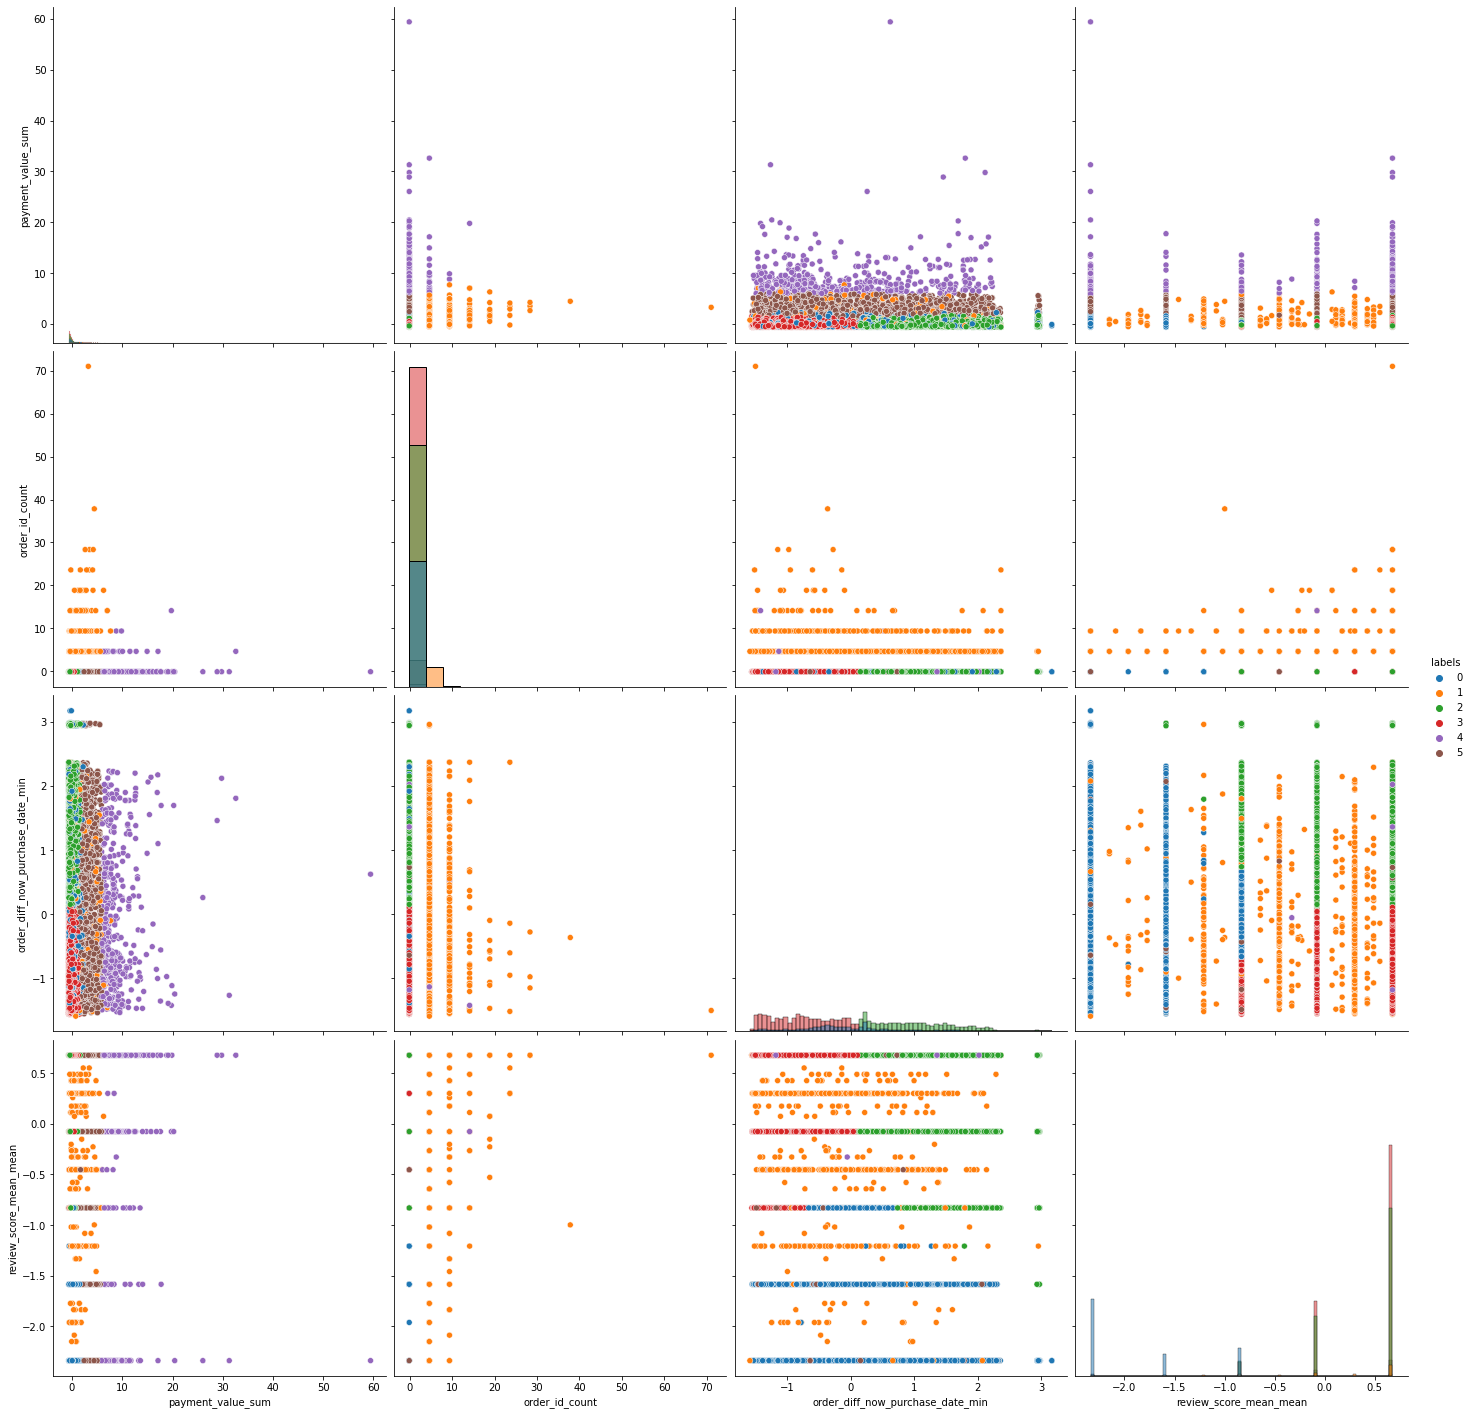 60
50
40
30
20
10
0
payment_value_sum
70
60
50
40
30
20
10
0
order_id_count
labels
0
1
2
3
4
5
3
2
1
0
−1
order_diff_now_purchase_date_min
0.5
0.0
−0.5
−1.0
−1.5
−2.0
review_score_mean_mean
0 10 20 30 40 50 60
payment_value_sum
0 10 20 30 40 50 60 70
order_id_count
−1 0 1 2 3
order_diff_now_purchase_date_min
−2.0 −1.5 −1.0 −0.5 0.0 0.5
review_score_mean_mean